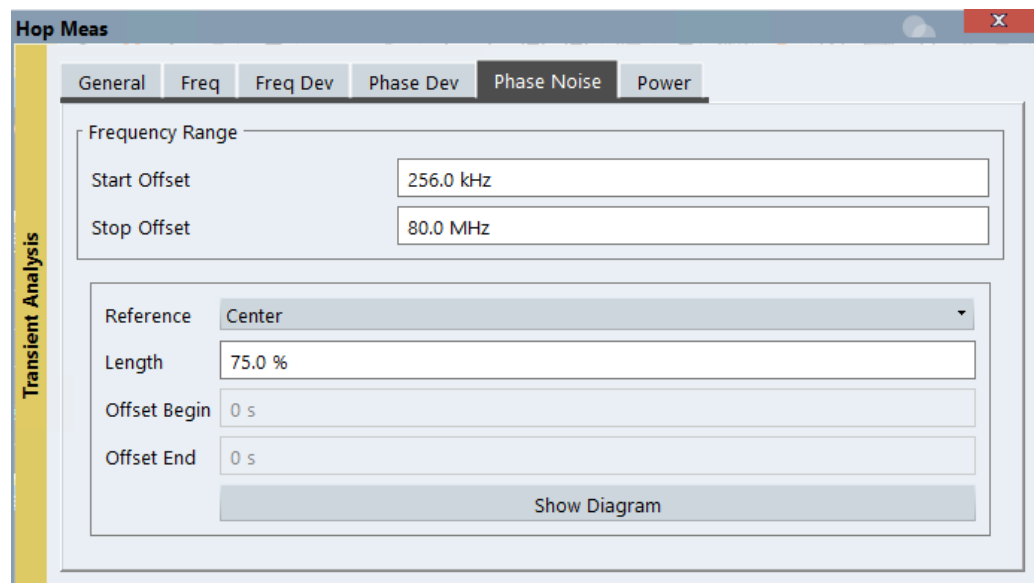 Hop Meas
X
Transient Analysis
General Freq Freq Dev Phase Dev Phase Noise Power
Frequency Range
Start Offset 256.0 kHz
Stop Offset 80.0 MHz
Reference Center
Length 75.0 %
Offset Begin 0 s
Offset End 0 s
Show Diagram